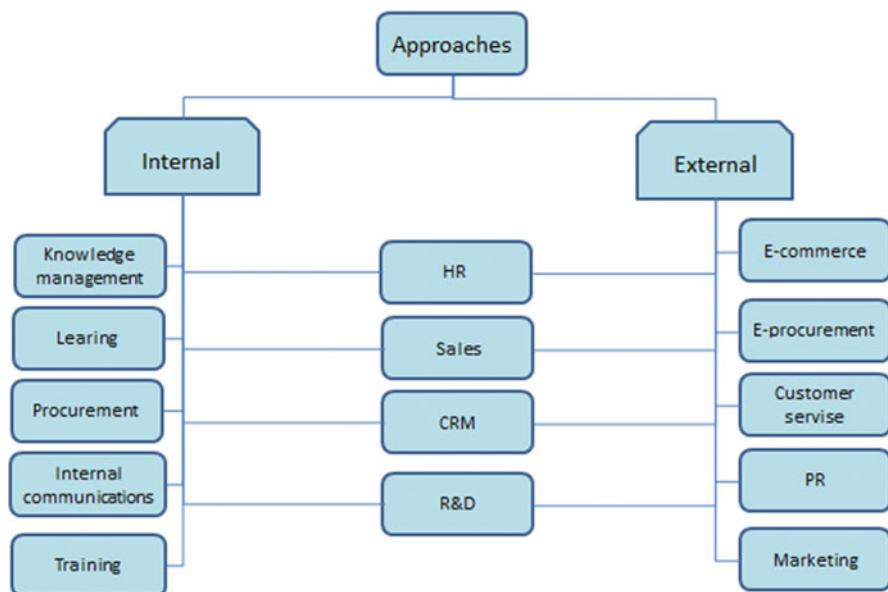 Approaches
Internal
External
Knowledge
management
HR
E-commerce
Learing
Sales
E-procurement
Procurement
CRM
Customer
servise
Internal
communications
R&D
PR
Training
Marketing